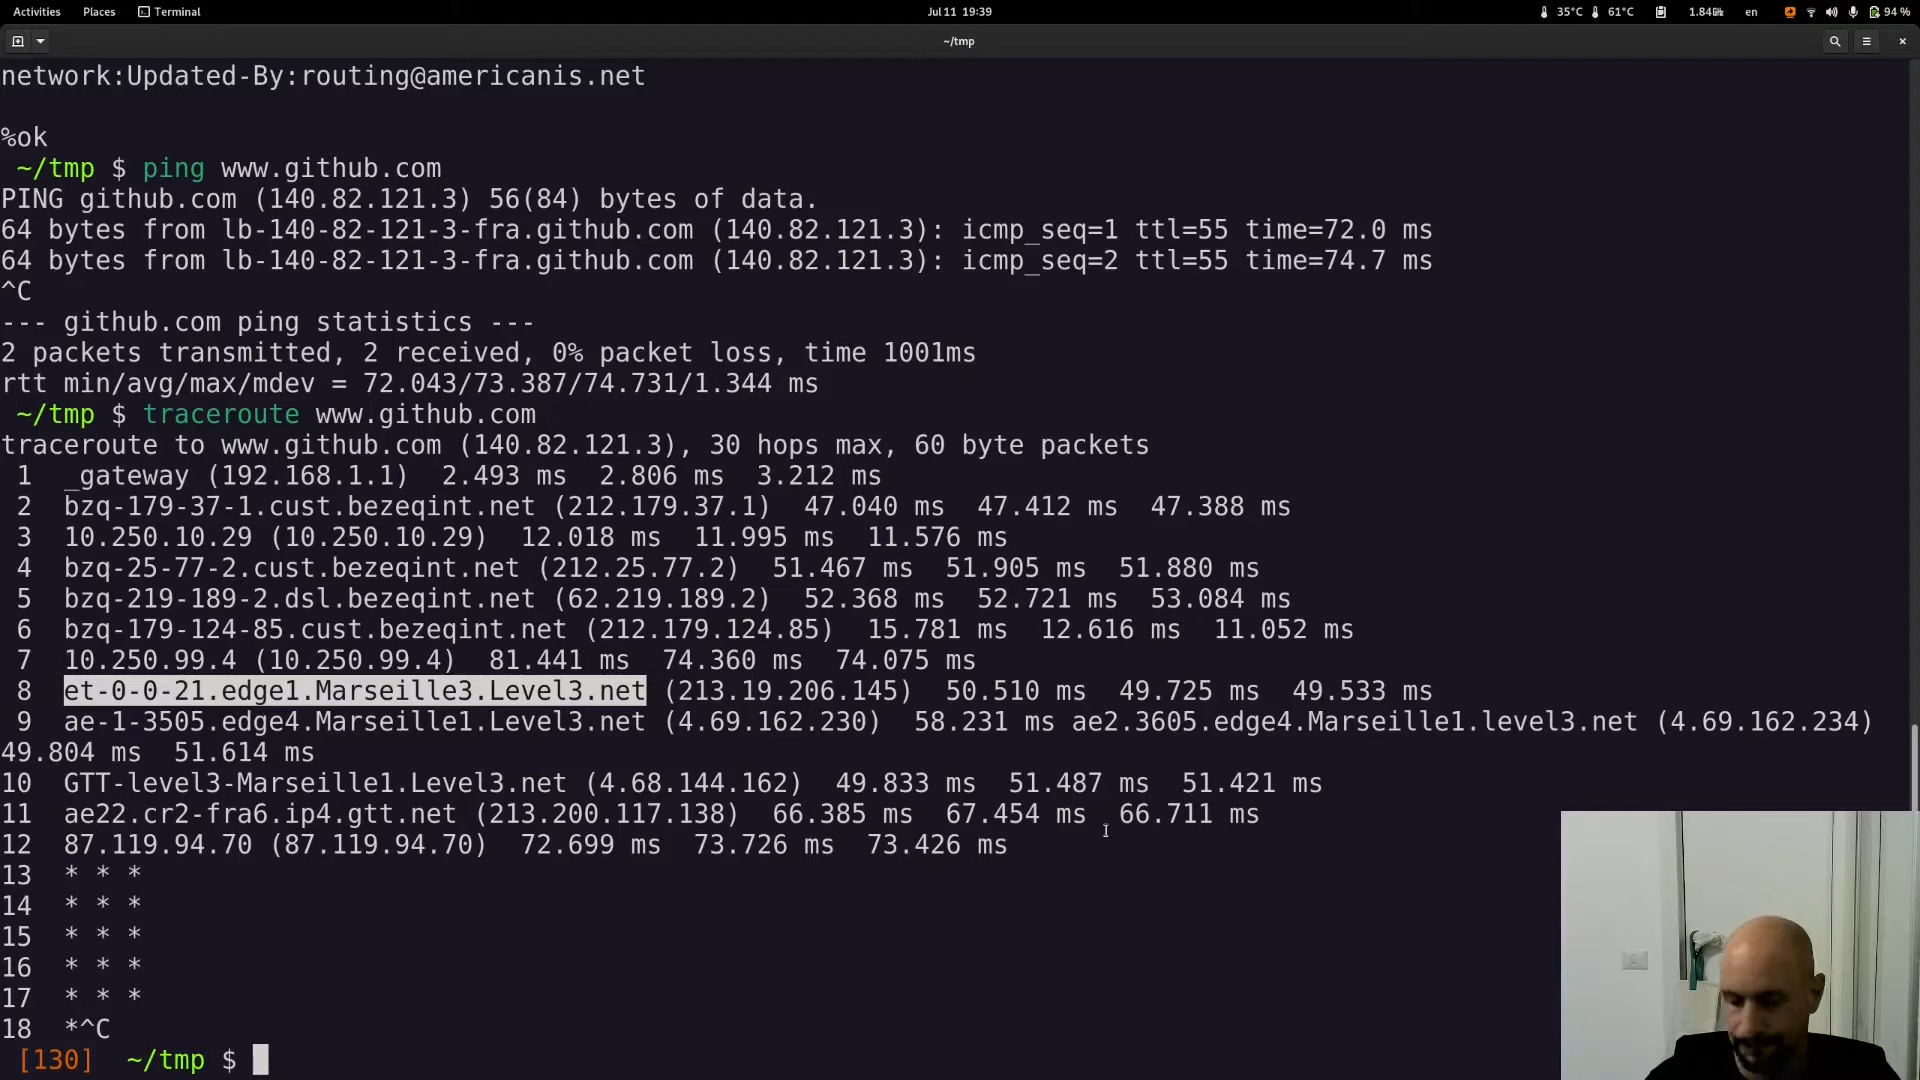 Activities Places Terminal Jul 11 19:39 35°C 61°C 1.84GHz en 94 %
~/tmp
network:Updated-By:routing@americanis.net
%ok
~/tmp $ ping www.github.com
PING github.com (140.82.121.3) 56(84) bytes of data.
64 bytes from lb-140-82-121-3-fra.github.com (140.82.121.3): icmp_seq=1 ttl=55 time=72.0 ms
64 bytes from lb-140-82-121-3-fra.github.com (140.82.121.3): icmp_seq=2 ttl=55 time=74.7 ms
^C
--- github.com ping statistics ---
2 packets transmitted, 2 received, 0% packet loss, time 1001ms
rtt min/avg/max/mdev = 72.043/73.387/74.731/1.344 ms
~/tmp $ traceroute www.github.com
traceroute to www.github.com (140.82.121.3), 30 hops max, 60 byte packets
1 _gateway (192.168.1.1) 2.493 ms 2.806 ms 3.212 ms
2 bzq-179-37-1.cust.bezeqint.net (212.179.37.1) 47.040 ms 47.412 ms 47.388 ms
3 10.250.10.29 (10.250.10.29) 12.018 ms 11.995 ms 11.576 ms
4 bzq-25-77-2.cust.bezeqint.net (212.25.77.2) 51.467 ms 51.905 ms 51.880 ms
5 bzq-219-189-2.dsl.bezeqint.net (62.219.189.2) 52.368 ms 52.721 ms 53.084 ms
6 bzq-179-124-85.cust.bezeqint.net (212.179.124.85) 15.781 ms 12.616 ms 11.052 ms
7 10.250.99.4 (10.250.99.4) 81.441 ms 74.360 ms 74.075 ms
8 et-0-0-21.edge1.Marseille3.Level3.net (213.19.206.145) 50.510 ms 49.725 ms 49.533 ms
9 ae-1-3505.edge4.Marseille1.Level3.net (4.69.162.230) 58.231 ms ae2.3605.edge4.Marseille1.level3.net (4.69.162.234)
49.804 ms 51.614 ms
10 GTT-level3-Marseille1.Level3.net (4.68.144.162) 49.833 ms 51.487 ms 51.421 ms
11 ae22.cr2-fra6.ip4.gtt.net (213.200.117.138) 66.385 ms 67.454 ms 66.711 ms
12 87.119.94.70 (87.119.94.70) 72.699 ms 73.726 ms 73.426 ms
13 * * *
14 * * *
15 * * *
16 * * *
17 * * *
18 *^C
[130] ~/tmp $